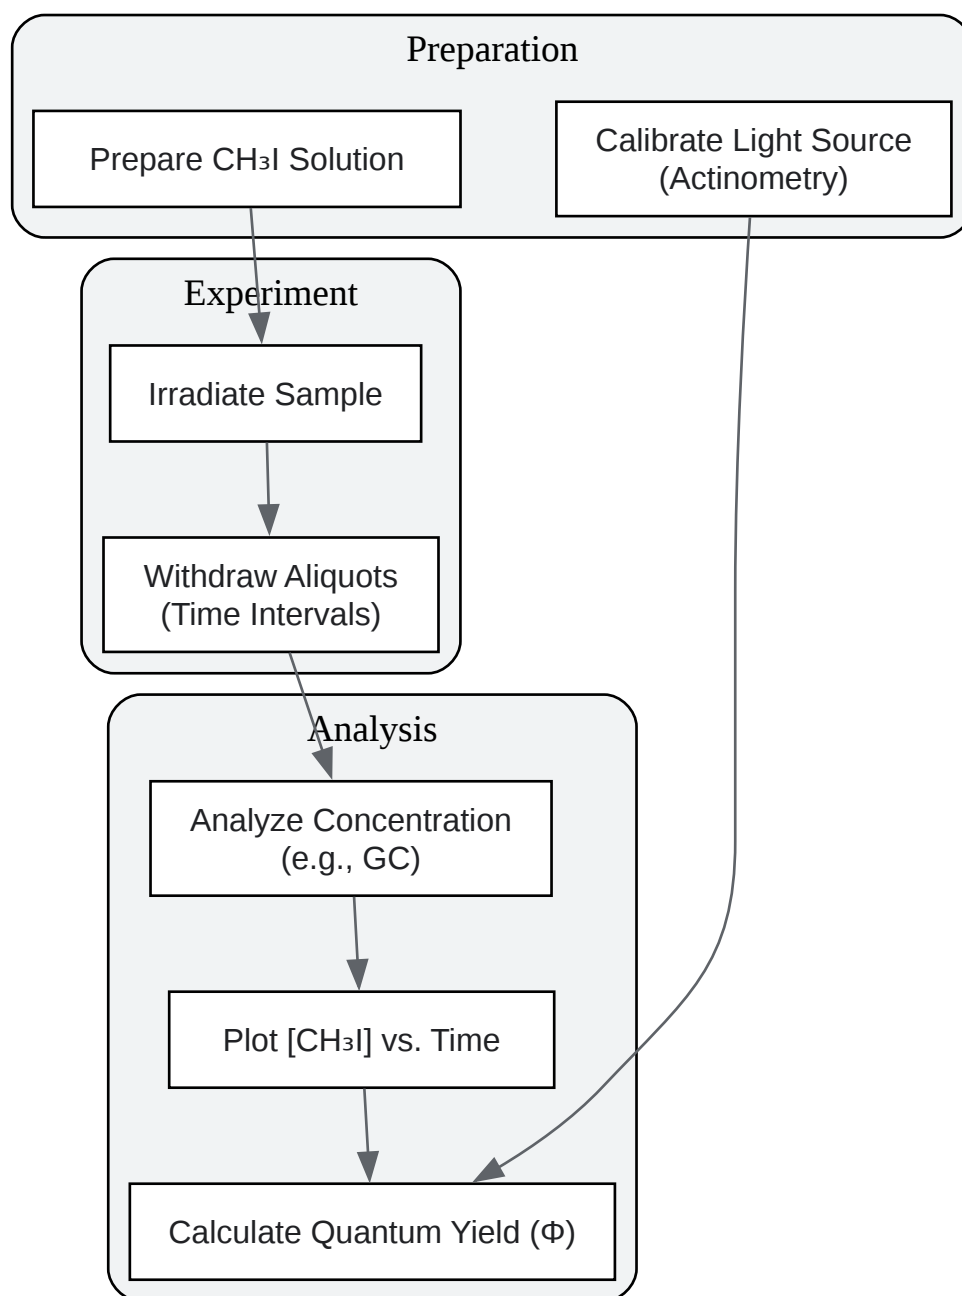 Preparation
Prepare CH₃I Solution
Calibrate Light Source
(Actinometry)
Experiment
Irradiate Sample
Withdraw Aliquots
(Time Intervals)
Analysis
Analyze Concentration
(e.g., GC)
Plot [CH₃I] vs. Time
Calculate Quantum Yield (Φ)